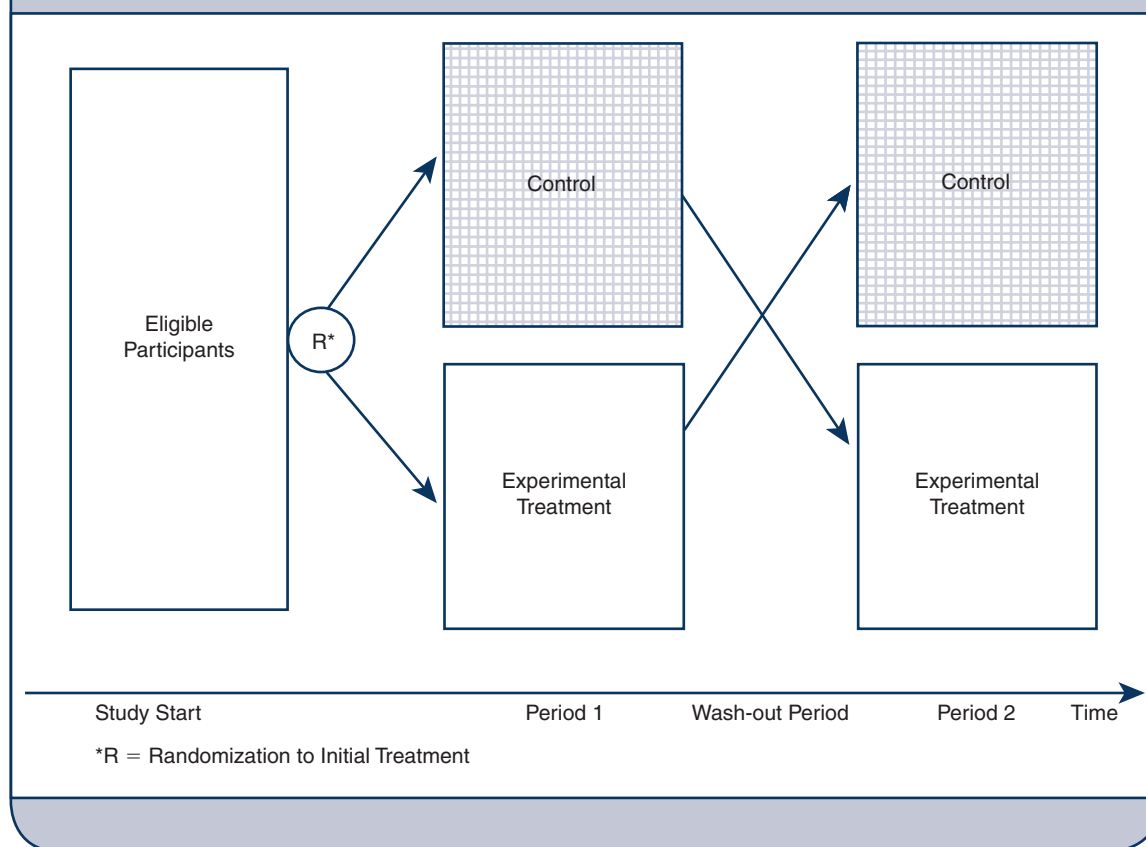 Control
Control
Eligible
Participants
R*
Experimental
Treatment
Experimental
Treatment
Study Start
Period 1
Wash-out Period
Period 2
Time
*R = Randomization to Initial Treatment